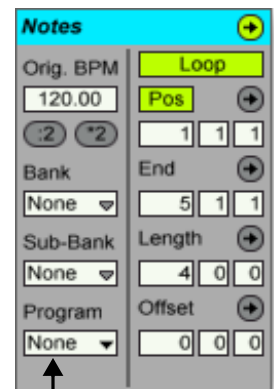 Notes
Orig. BPM
120.00
:2 *2
Bank
None
Sub-Bank
None
Program
None
Loop
Pos
1 1 1
End
5 1 1
Length
4 0 0
Offset
0 0 0